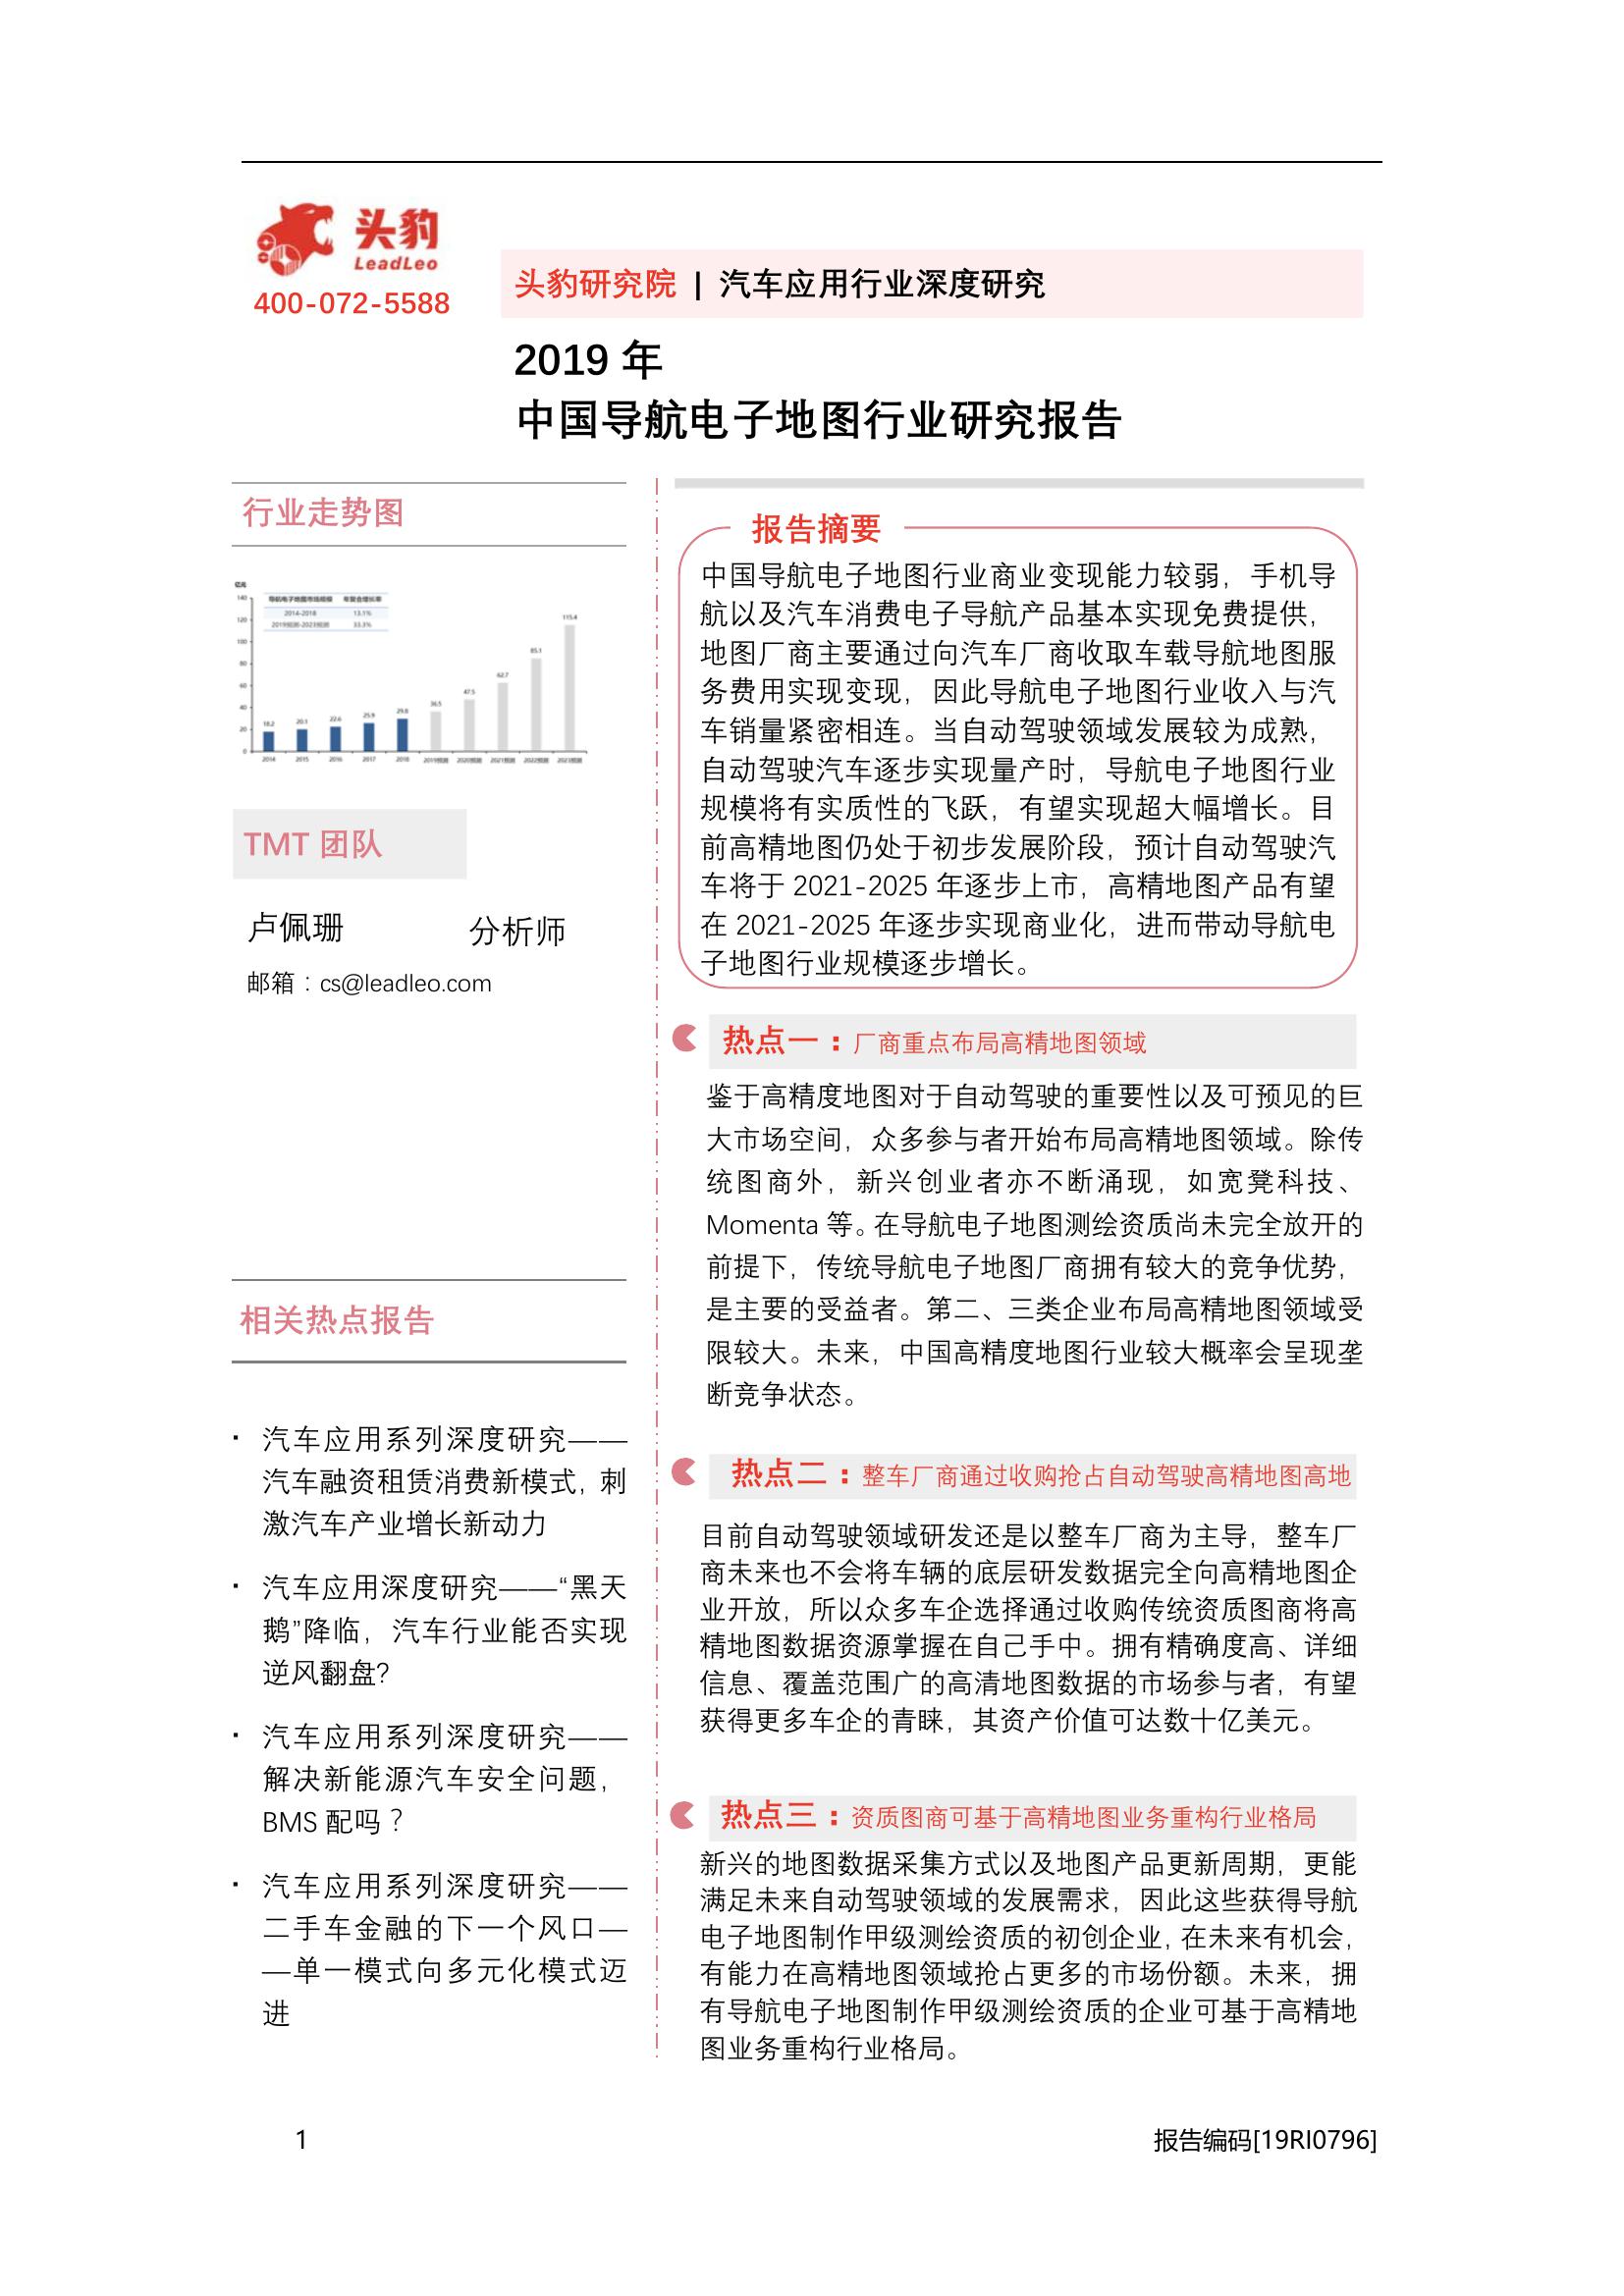 头豹
LeadLeo
400-072-5588
头豹研究院 | 汽车应用行业深度研究
2019 年
中国导航电子地图行业研究报告
行业走势图
亿元
导航电子地图市场规模 年复合增长率
2014-2018 13.1%
2019预测-2023预测 33.3%
140
120
100
80
60
40
20
0
18.2 20.1 22.6 25.9 29.8 36.5 47.5 62.7 85.1 115.4
2014 2015 2016 2017 2018 2019预测 2020预测 2021预测 2022预测 2023预测
TMT 团队
卢佩珊 分析师
邮箱：cs@leadleo.com
相关热点报告
· 汽车应用系列深度研究——
汽车融资租赁消费新模式，刺
激汽车产业增长新动力
· 汽车应用深度研究——“黑天
鹅”降临，汽车行业能否实现
逆风翻盘?
· 汽车应用系列深度研究——
解决新能源汽车安全问题，
BMS 配吗？
· 汽车应用系列深度研究——
二手车金融的下一个风口—
—单一模式向多元化模式迈
进
报告摘要
中国导航电子地图行业商业变现能力较弱，手机导
航以及汽车消费电子导航产品基本实现免费提供，
地图厂商主要通过向汽车厂商收取车载导航地图服
务费用实现变现，因此导航电子地图行业收入与汽
车销量紧密相连。当自动驾驶领域发展较为成熟，
自动驾驶汽车逐步实现量产时，导航电子地图行业
规模将有实质性的飞跃，有望实现超大幅增长。目
前高精地图仍处于初步发展阶段，预计自动驾驶汽
车将于 2021-2025 年逐步上市，高精地图产品有望
在 2021-2025 年逐步实现商业化，进而带动导航电
子地图行业规模逐步增长。
热点一：厂商重点布局高精地图领域
鉴于高精度地图对于自动驾驶的重要性以及可预见的巨
大市场空间，众多参与者开始布局高精地图领域。除传
统图商外，新兴创业者亦不断涌现，如宽凳科技、
Momenta 等。在导航电子地图测绘资质尚未完全放开的
前提下，传统导航电子地图厂商拥有较大的竞争优势，
是主要的受益者。第二、三类企业布局高精地图领域受
限较大。未来，中国高精度地图行业较大概率会呈现垄
断竞争状态。
热点二：整车厂商通过收购抢占自动驾驶高精地图高地
目前自动驾驶领域研发还是以整车厂商为主导，整车厂
商未来也不会将车辆的底层研发数据完全向高精地图企
业开放，所以众多车企选择通过收购传统资质图商将高
精地图数据资源掌握在自己手中。拥有精确度高、详细
信息、覆盖范围广的高清地图数据的市场参与者，有望
获得更多车企的青睐，其资产价值可达数十亿美元。
热点三：资质图商可基于高精地图业务重构行业格局
新兴的地图数据采集方式以及地图产品更新周期，更能
满足未来自动驾驶领域的发展需求，因此这些获得导航
电子地图制作甲级测绘资质的初创企业，在未来有机会，
有能力在高精地图领域抢占更多的市场份额。未来，拥
有导航电子地图制作甲级测绘资质的企业可基于高精地
图业务重构行业格局。
1
报告编码[19RI0796]